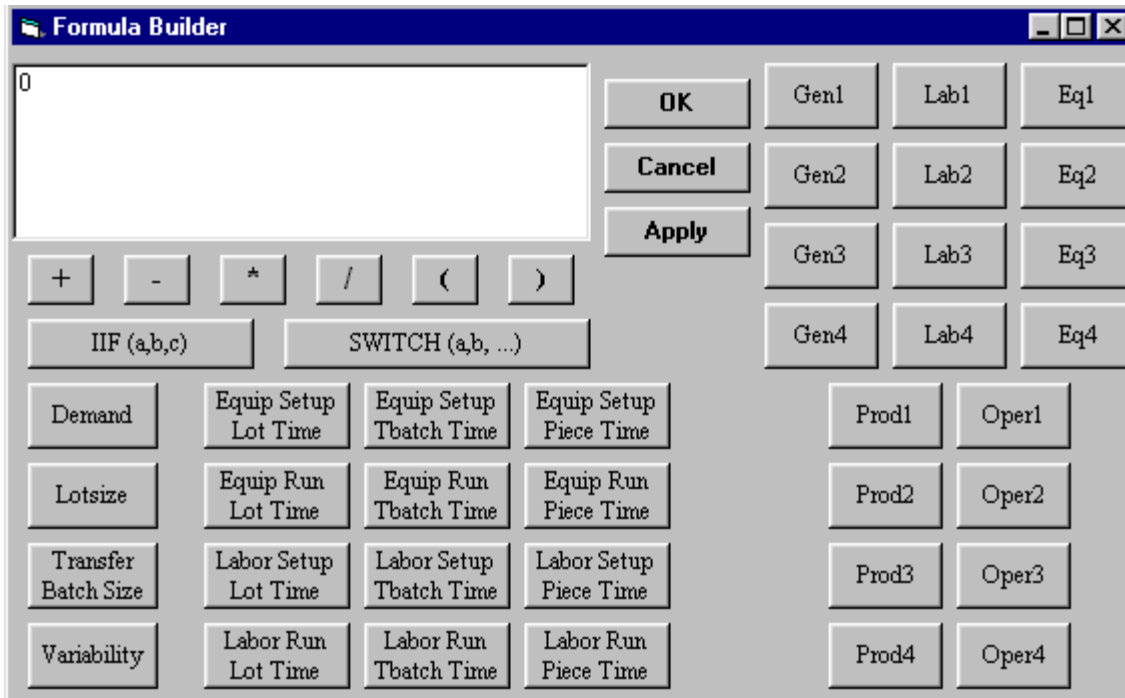 Formula Builder
0
OK
Cancel
Apply
Gen1 Lab1 Eq1
Gen2 Lab2 Eq2
Gen3 Lab3 Eq3
Gen4 Lab4 Eq4
+ - * / ( )
IIF (a,b,c) SWITCH (a,b, ...)
Demand
Equip Setup
Lot Time
Equip Setup
Tbatch Time
Equip Setup
Piece Time
Prod1 Oper1
Lotsize
Equip Run
Lot Time
Equip Run
Tbatch Time
Equip Run
Piece Time
Prod2 Oper2
Transfer
Batch Size
Labor Setup
Lot Time
Labor Setup
Tbatch Time
Labor Setup
Piece Time
Prod3 Oper3
Variability
Labor Run
Lot Time
Labor Run
Tbatch Time
Labor Run
Piece Time
Prod4 Oper4